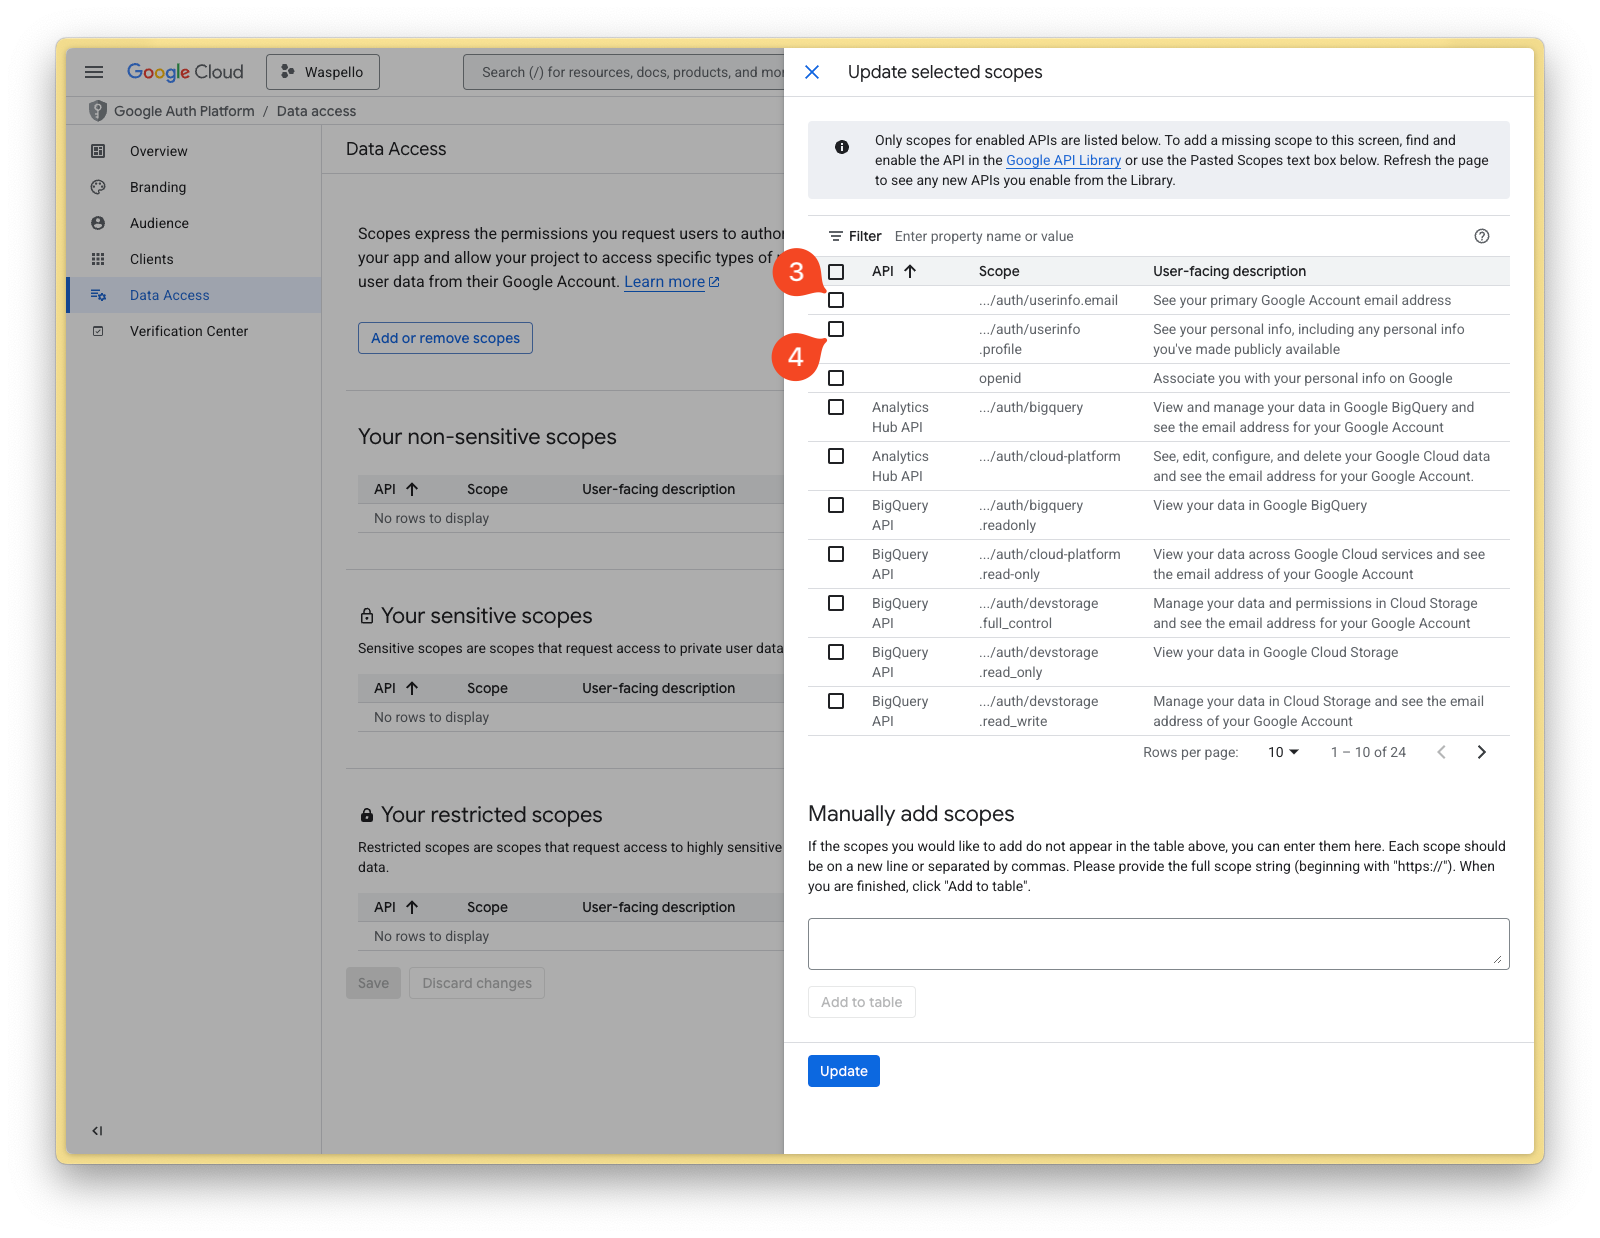 Google Cloud
Waspello
Search (/) for resources, docs, products, and mor
Google Auth Platform / Data access
Overview
Branding
Audience
Clients
Data Access
Verification Center
Data Access
Scopes express the permissions you request users to author
your app and allow your project to access specific types of
user data from their Google Account. Learn more
Add or remove scopes
Your non-sensitive scopes
API Scope User-facing description
No rows to display
Your sensitive scopes
Sensitive scopes are scopes that request access to private user data
API Scope User-facing description
No rows to display
Your restricted scopes
Restricted scopes are scopes that request access to highly sensitive
data.
API Scope User-facing description
No rows to display
Save Discard changes
Update selected scopes
Only scopes for enabled APIs are listed below. To add a missing scope to this screen, find and
enable the API in the Google API Library or use the Pasted Scopes text box below. Refresh the page
to see any new APIs you enable from the Library.
Filter Enter property name or value
3
4
API Scope User-facing description
.../auth/userinfo.email See your primary Google Account email address
.../auth/userinfo See your personal info, including any personal info
.profile you've made publicly available
openid Associate you with your personal info on Google
Analytics .../auth/bigquery View and manage your data in Google BigQuery and
Hub API see the email address for your Google Account
Analytics .../auth/cloud-platform See, edit, configure, and delete your Google Cloud data
Hub API and see the email address for your Google Account.
BigQuery .../auth/bigquery View your data in Google BigQuery
API .readonly
BigQuery .../auth/cloud-platform View your data across Google Cloud services and see
API .read-only the email address of your Google Account
BigQuery .../auth/devstorage Manage your data and permissions in Cloud Storage
API .full_control and see the email address for your Google Account
BigQuery .../auth/devstorage View your data in Google Cloud Storage
API .read_only
BigQuery .../auth/devstorage Manage your data in Cloud Storage and see the email
API .read_write address of your Google Account
Rows per page: 10 1 – 10 of 24
Manually add scopes
If the scopes you would like to add do not appear in the table above, you can enter them here. Each scope should
be on a new line or separated by commas. Please provide the full scope string (beginning with "https://"). When
you are finished, click "Add to table".
Add to table
Update